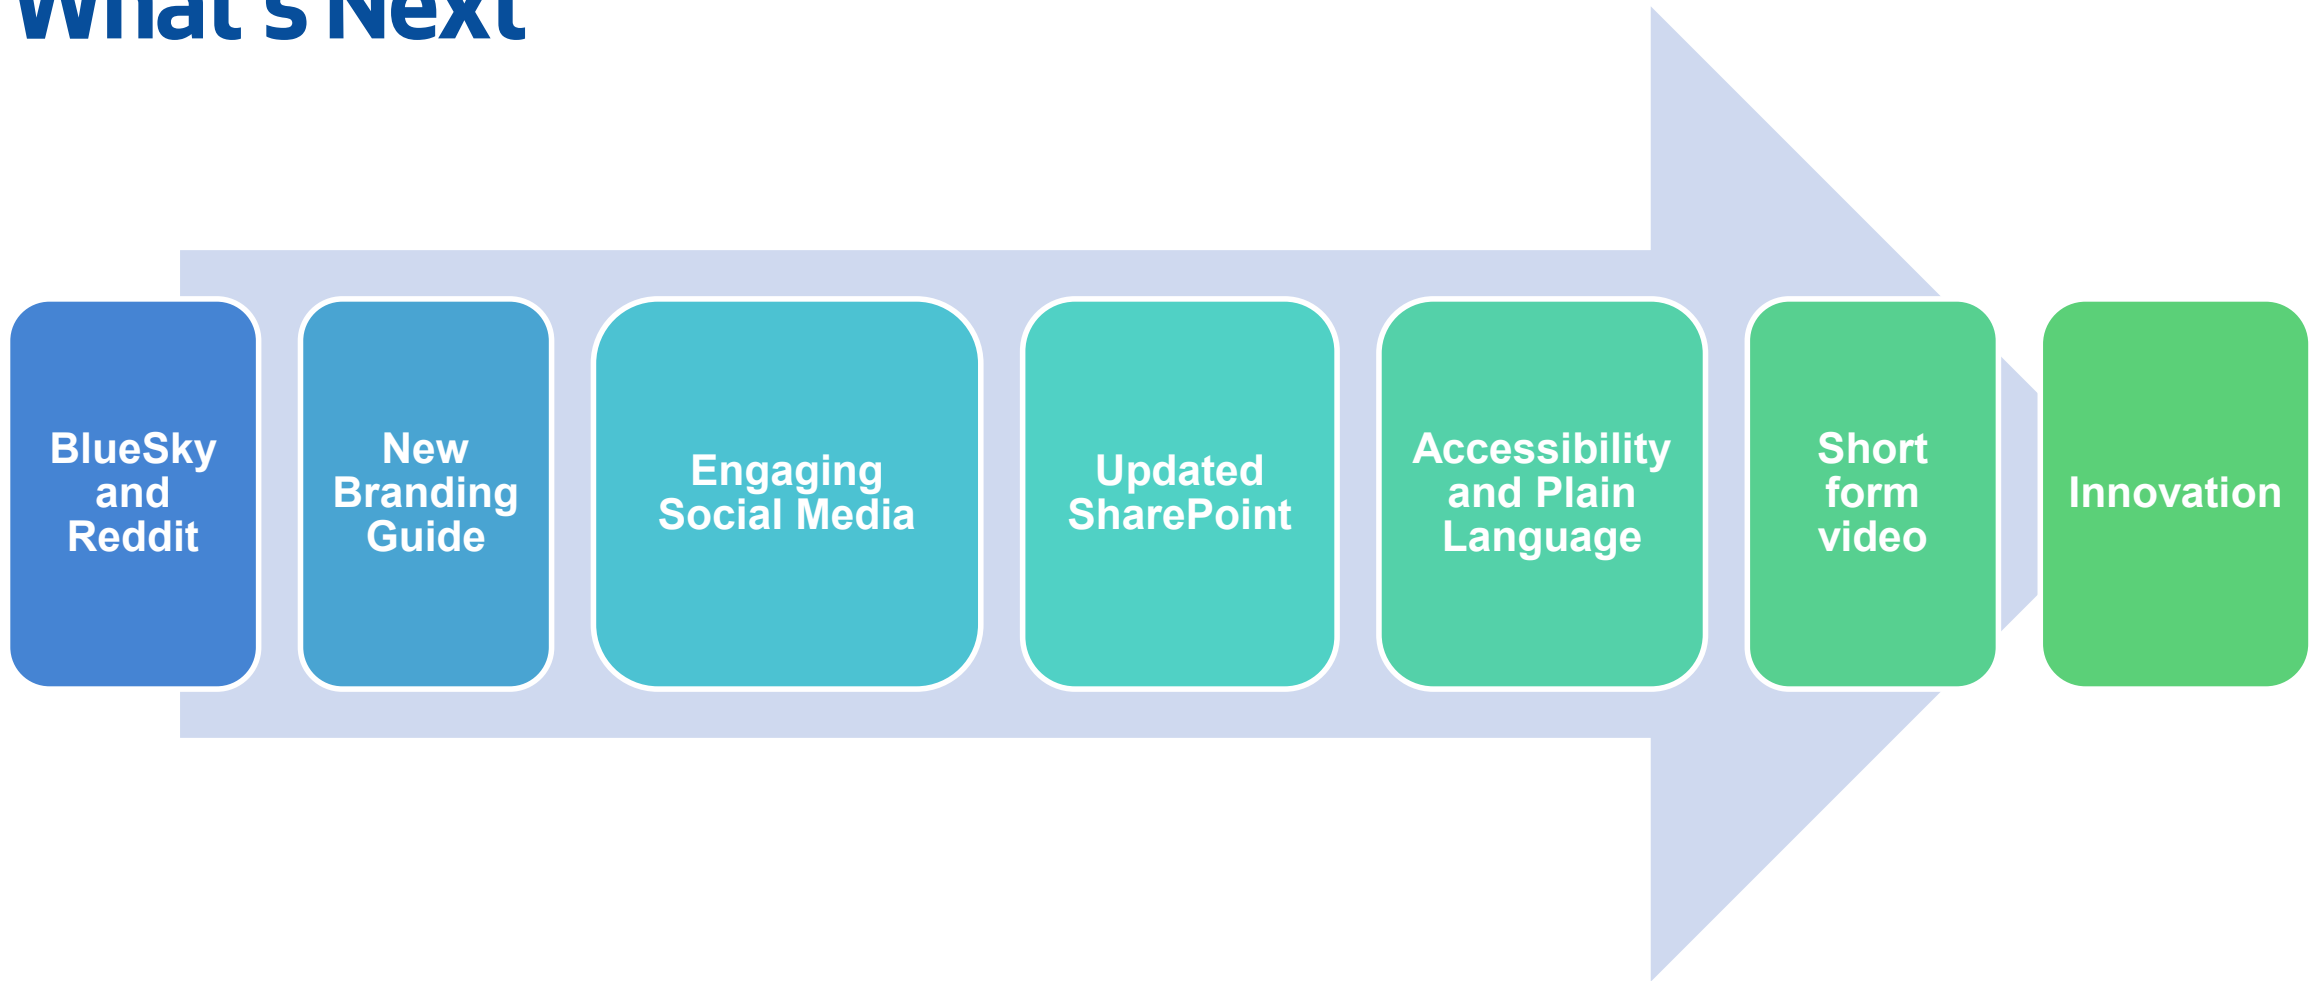 What's Next
BlueSky
and
Reddit
New
Branding
Guide
Engaging
Social Media
Updated
SharePoint
Accessibility
and Plain
Language
Short
form
video
Innovation